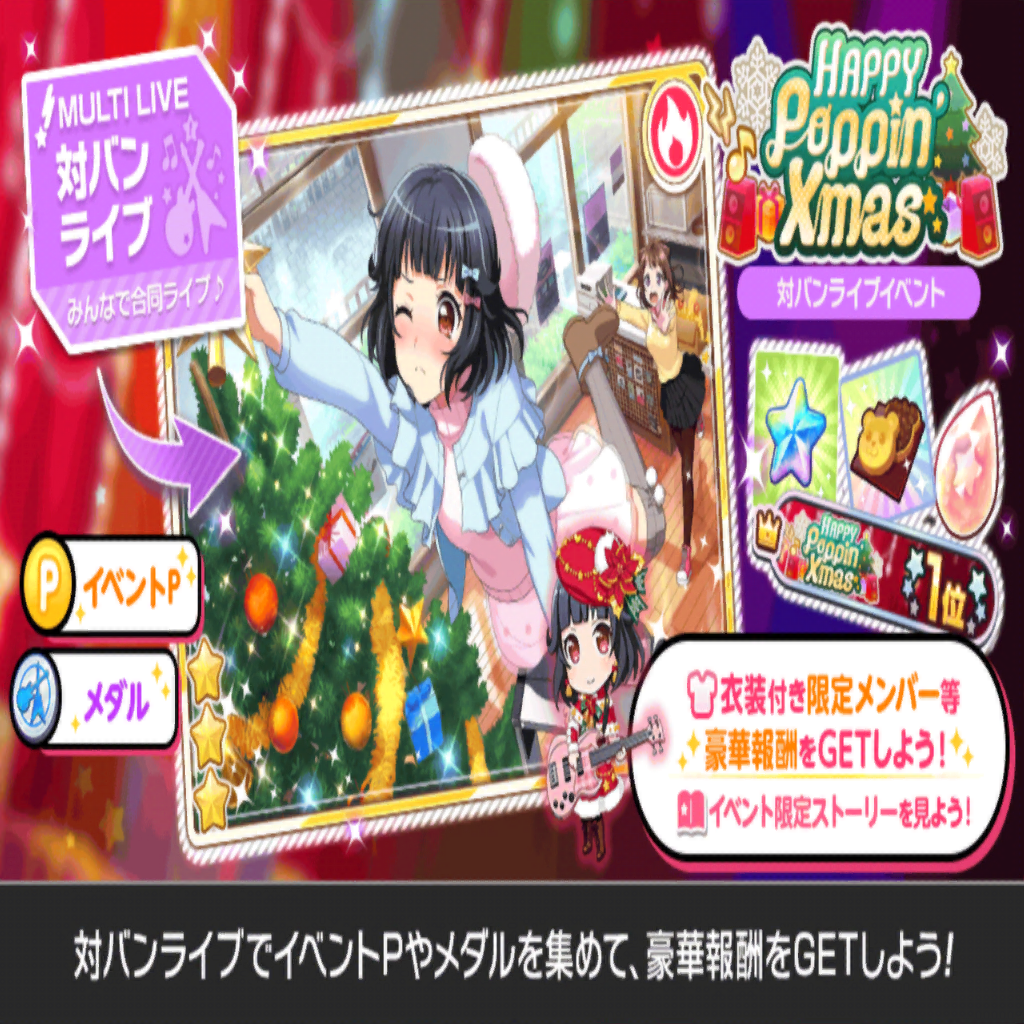 MULTI LIVE
対バン
ライブ
みんなで合同ライブ♪
HAPPY
Poppin'
Xmas
対バンライブイベント
P
イベントP
メダル
HAPPY
Poppin'
Xmas
1位
衣装付き限定メンバー等
豪華報酬をGETしよう!
イベント限定ストーリーを見よう!
対バンライブでイベントPやメダルを集めて、豪華報酬をGETしよう!